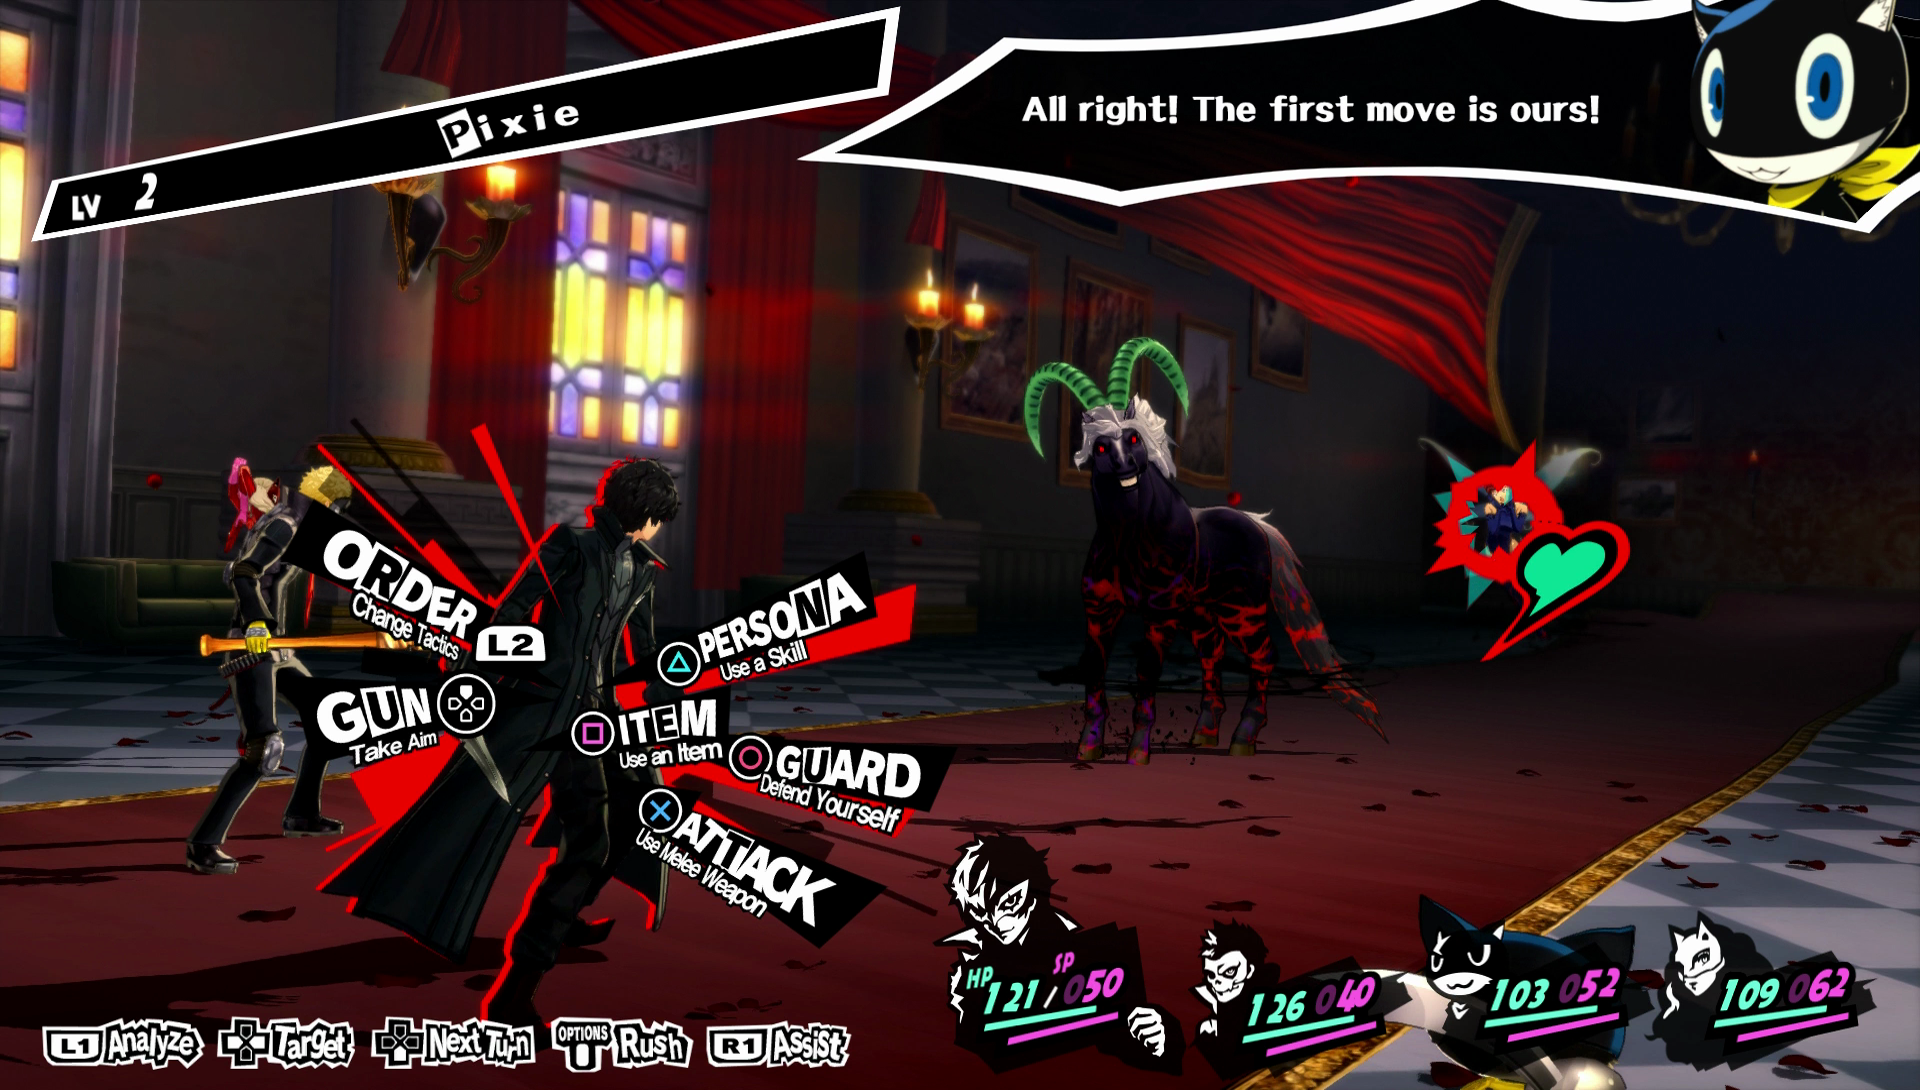 Pixie
LV 2
All right! The first move is ours!
ORDER
Change Tactics
L2
GUN
Take Aim
PERSONA
Use a Skill
ITEM
Use an Item
GUARD
Defend Yourself
ATTACK
Use Melee Weapon
HP 121 / SP 050
126 040
103 052
109 062
L1 Analyze Target Next Turn OPTIONS Rush R1 Assist